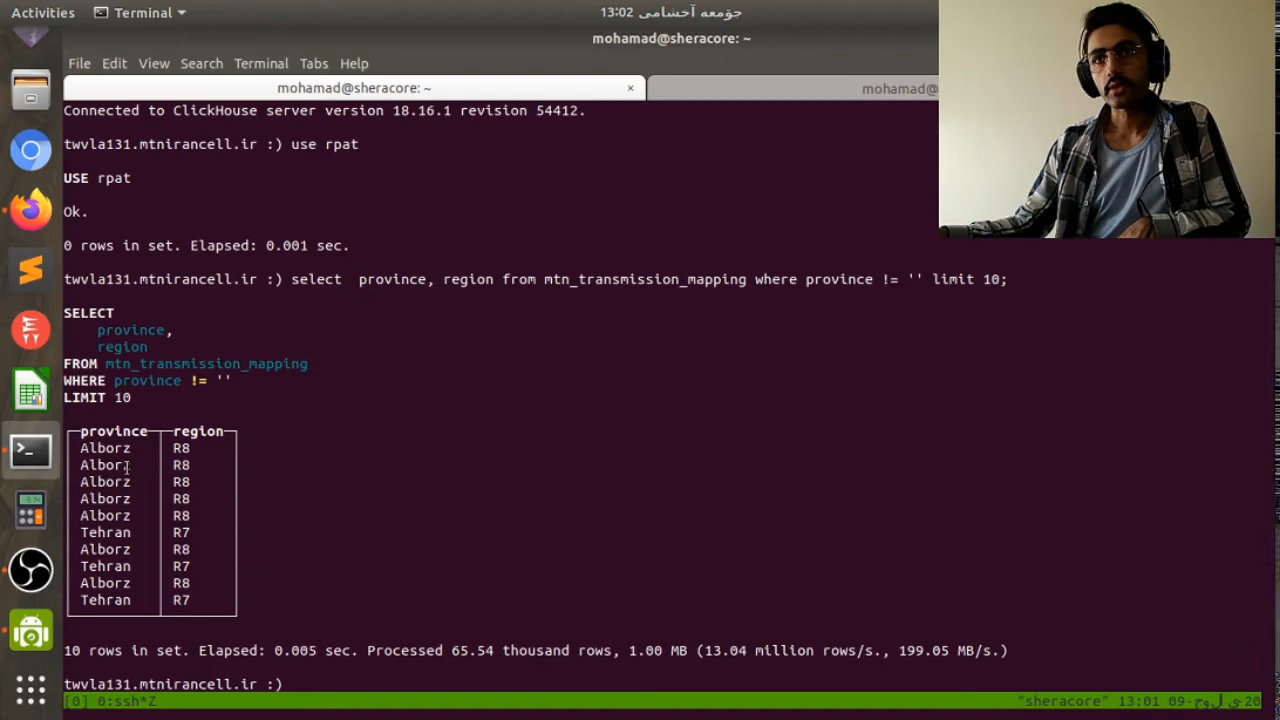 Activities
Terminal
جۆمعه آخشامی 13:02
mohamad@sheracore: ~
File Edit View Search Terminal Tabs Help
mohamad@sheracore: ~ ×
mohamad@
Connected to ClickHouse server version 18.16.1 revision 54412.
twvla131.mtnirancell.ir :) use rpat
USE rpat
Ok.
0 rows in set. Elapsed: 0.001 sec.
twvla131.mtnirancell.ir :) select  province, region from mtn_transmission_mapping where province != '' limit 10;
SELECT
province,
region
FROM mtn_transmission_mapping
WHERE province != ''
LIMIT 10
province region
Alborz R8
Alborz R8
Alborz R8
Alborz R8
Alborz R8
Tehran R7
Alborz R8
Tehran R7
Alborz R8
Tehran R7
10 rows in set. Elapsed: 0.005 sec. Processed 65.54 thousand rows, 1.00 MB (13.04 million rows/s., 199.05 MB/s.)
twvla131.mtnirancell.ir :)
[0] 0:ssh*Z
"sheracore" 13:01